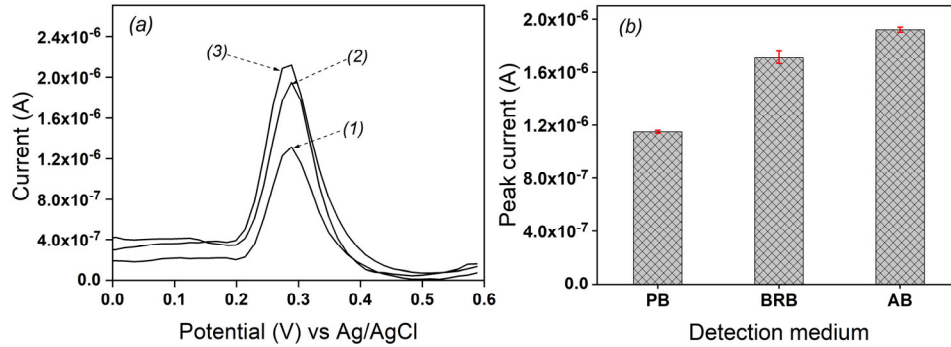 (a)
2.4x10⁻⁶
2.0x10⁻⁶
1.6x10⁻⁶
1.2x10⁻⁶
8.0x10⁻⁷
4.0x10⁻⁷
0.0
Current (A)
(3)
(2)
(1)
0.0 0.1 0.2 0.3 0.4 0.5 0.6
Potential (V) vs Ag/AgCl
(b)
2.0x10⁻⁶
1.6x10⁻⁶
1.2x10⁻⁶
8.0x10⁻⁷
4.0x10⁻⁷
0.0
Peak current (A)
PB BRB AB
Detection medium